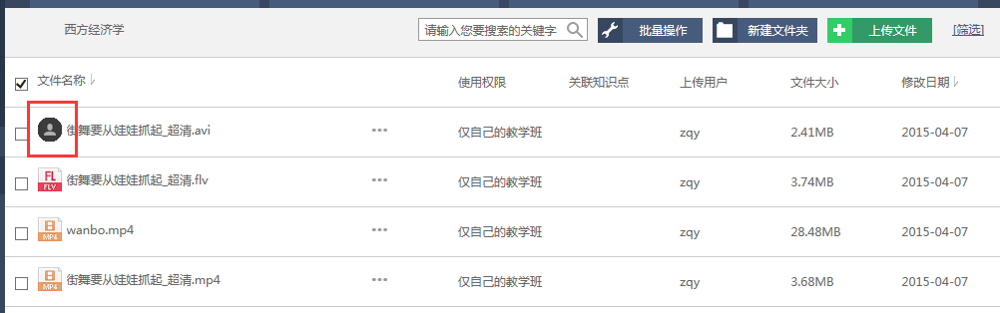 西方经济学
请输入您要搜索的关键字
批量操作
新建文件夹
上传文件
[筛选]
文件名称 使用权限 关联知识点 上传用户 文件大小 修改日期
街舞要从娃娃抓起_超清.avi ••• 仅自己的教学班 zqy 2.41MB 2015-04-07
FL
FLV
街舞要从娃娃抓起_超清.flv ••• 仅自己的教学班 zqy 3.74MB 2015-04-07
MP4
wanbo.mp4 ••• 仅自己的教学班 zqy 28.48MB 2015-04-07
MP4
街舞要从娃娃抓起_超清.mp4 ••• 仅自己的教学班 zqy 3.68MB 2015-04-07